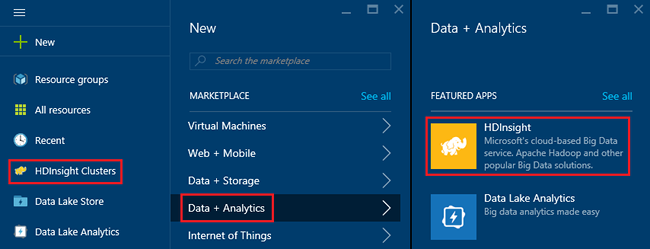 New
Resource groups
All resources
Recent
HDInsight Clusters
Data Lake Store
Data Lake Analytics
New
Search the marketplace
MARKETPLACE See all
Virtual Machines
Web + Mobile
Data + Storage
Data + Analytics
Internet of Things
Data + Analytics
See all
FEATURED APPS
HDInsight
Microsoft's cloud-based Big Data
service. Apache Hadoop and other
popular Big Data solutions.
Data Lake Analytics
Big data analytics made easy